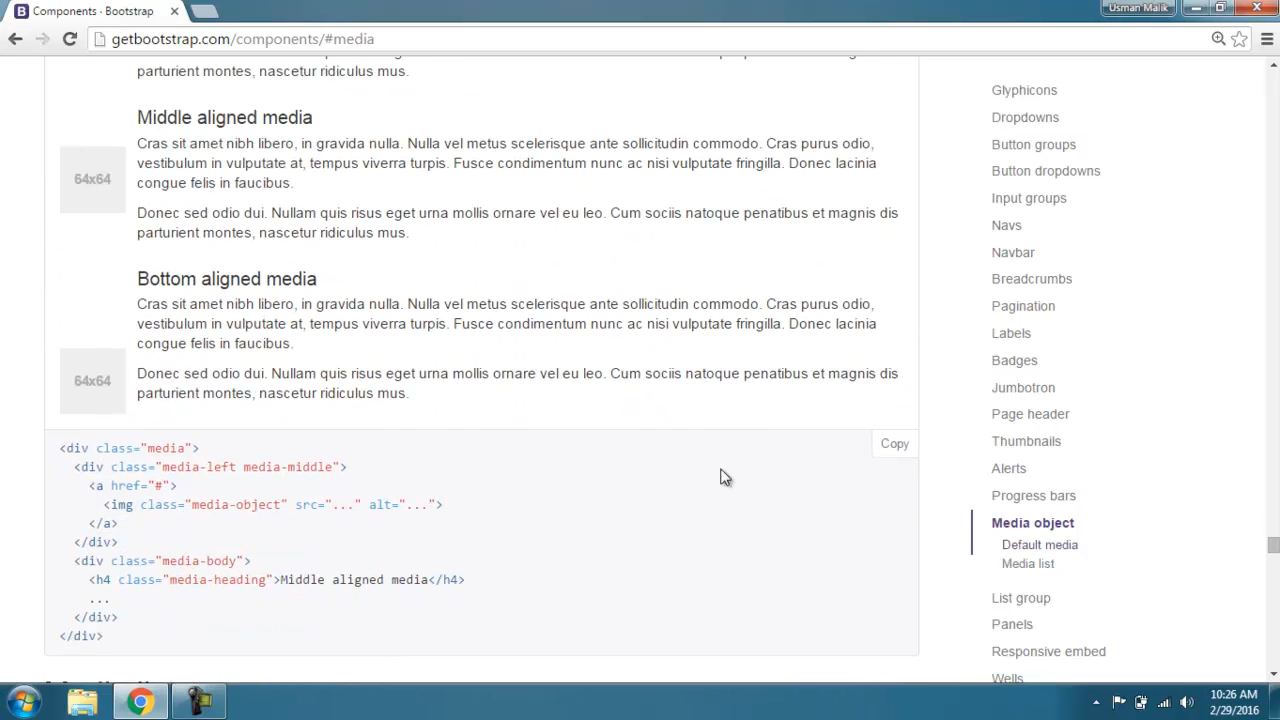 Components · Bootstrap
Usman Malik
getbootstrap.com/components/#media
parturient montes, nascetur ridiculus mus.
Middle aligned media
Cras sit amet nibh libero, in gravida nulla. Nulla vel metus scelerisque ante sollicitudin commodo. Cras purus odio,
vestibulum in vulputate at, tempus viverra turpis. Fusce condimentum nunc ac nisi vulputate fringilla. Donec lacinia
congue felis in faucibus.
64x64
Donec sed odio dui. Nullam quis risus eget urna mollis ornare vel eu leo. Cum sociis natoque penatibus et magnis dis
parturient montes, nascetur ridiculus mus.
Bottom aligned media
Cras sit amet nibh libero, in gravida nulla. Nulla vel metus scelerisque ante sollicitudin commodo. Cras purus odio,
vestibulum in vulputate at, tempus viverra turpis. Fusce condimentum nunc ac nisi vulputate fringilla. Donec lacinia
congue felis in faucibus.
Donec sed odio dui. Nullam quis risus eget urna mollis ornare vel eu leo. Cum sociis natoque penatibus et magnis dis
64x64
parturient montes, nascetur ridiculus mus.
Copy
<div class="media">
<div class="media-left media-middle">
<a href="#">
<img class="media-object" src="..." alt="...">
</a>
</div>
<div class="media-body">
<h4 class="media-heading">Middle aligned media</h4>
...
</div>
</div>
Glyphicons
Dropdowns
Button groups
Button dropdowns
Input groups
Navs
Navbar
Breadcrumbs
Pagination
Labels
Badges
Jumbotron
Page header
Thumbnails
Alerts
Progress bars
Media object
Default media
Media list
List group
Panels
Responsive embed
Wells
10:26 AM
2/29/2016